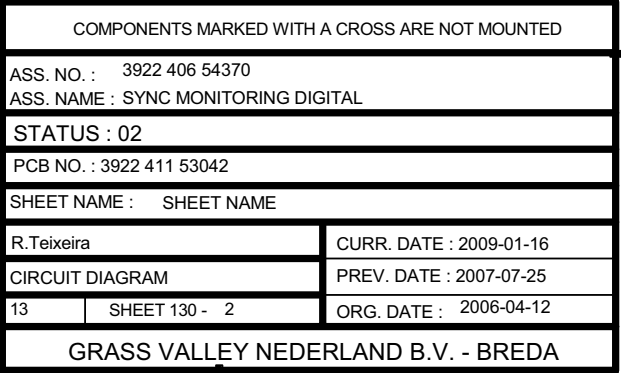 COMPONENTS MARKED WITH A CROSS ARE NOT MOUNTED
ASS. NO. : 3922 406 54370
ASS. NAME : SYNC MONITORING DIGITAL
STATUS : 02
PCB NO. : 3922 411 53042
SHEET NAME : SHEET NAME
R.Teixeira
CURR. DATE : 2009-01-16
CIRCUIT DIAGRAM
PREV. DATE : 2007-07-25
13 SHEET 130 - 2
ORG. DATE : 2006-04-12
GRASS VALLEY NEDERLAND B.V. - BREDA